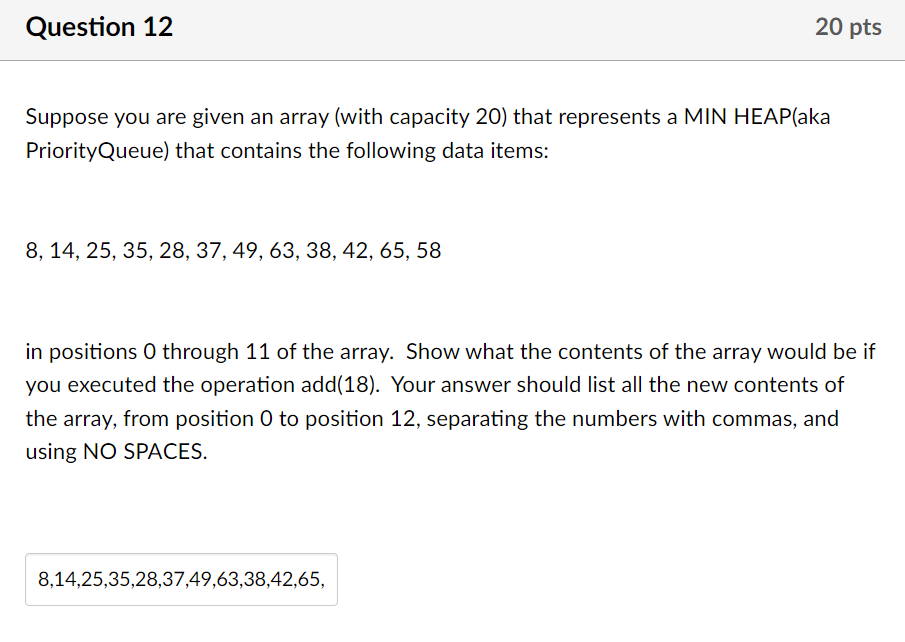 Question 12
20 pts
Suppose you are given an array (with capacity 20) that represents a MIN HEAP(aka
PriorityQueue) that contains the following data items:
8, 14, 25, 35, 28, 37, 49, 63, 38, 42, 65, 58
in positions 0 through 11 of the array.  Show what the contents of the array would be if
you executed the operation add(18).  Your answer should list all the new contents of
the array, from position 0 to position 12, separating the numbers with commas, and
using NO SPACES.
8,14,25,35,28,37,49,63,38,42,65,